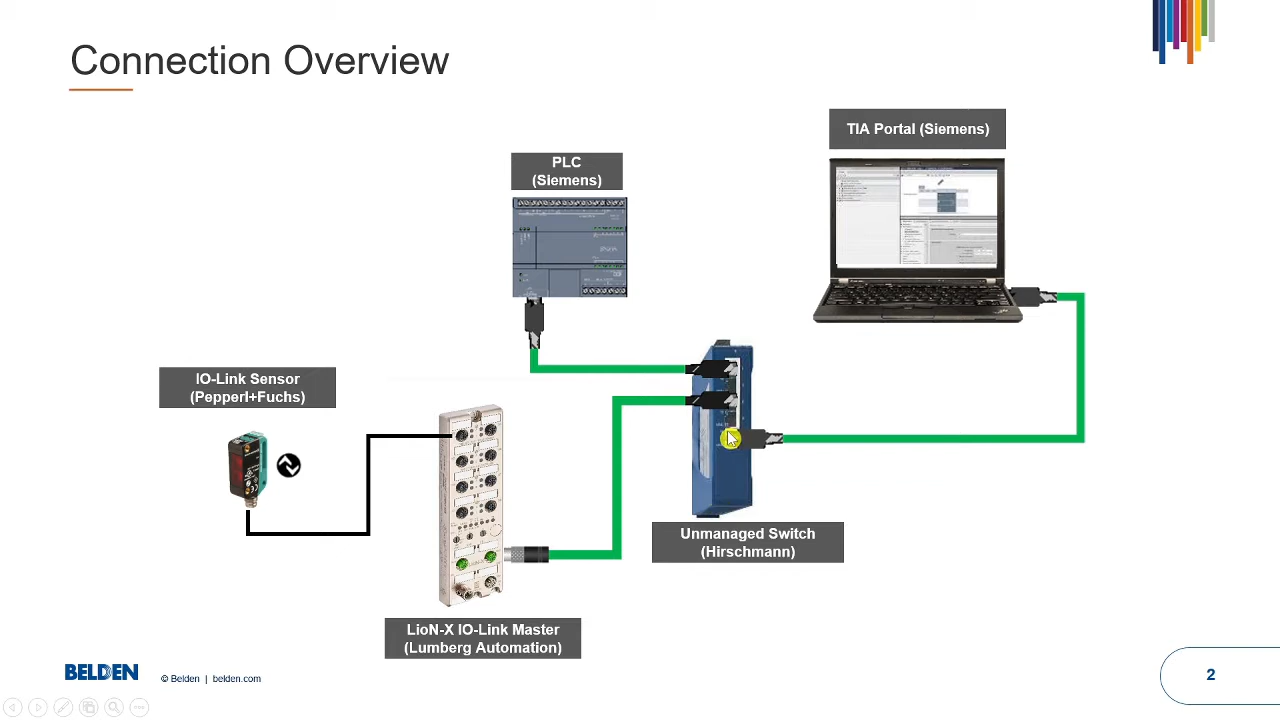 Connection Overview
TIA Portal (Siemens)
PLC
(Siemens)
IO-Link Sensor
(Pepperl+Fuchs)
Unmanaged Switch
(Hirschmann)
LioN-X IO-Link Master
(Lumberg Automation)
BELDEN
© Belden | belden.com
2